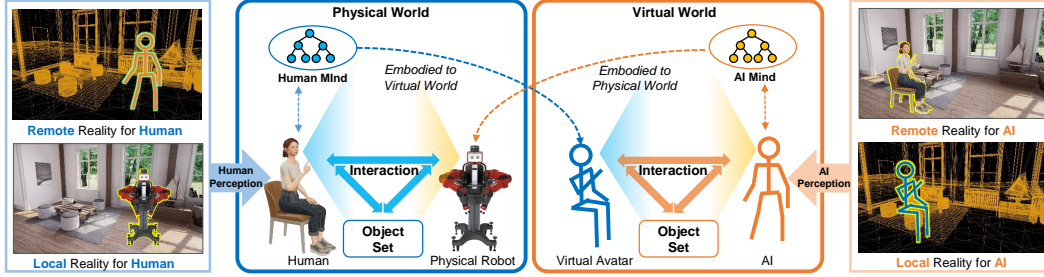 Remote Reality for Human
Local Reality for Human
Human
Perception
Physical World
Human MInd
Embodied to
Virtual World
Interaction
Object
Set
Human
Physical Robot
Virtual World
AI Mind
Embodied to
Physical World
Interaction
Object
Set
Virtual Avatar
AI
AI
Perception
Remote Reality for AI
Local Reality for AI